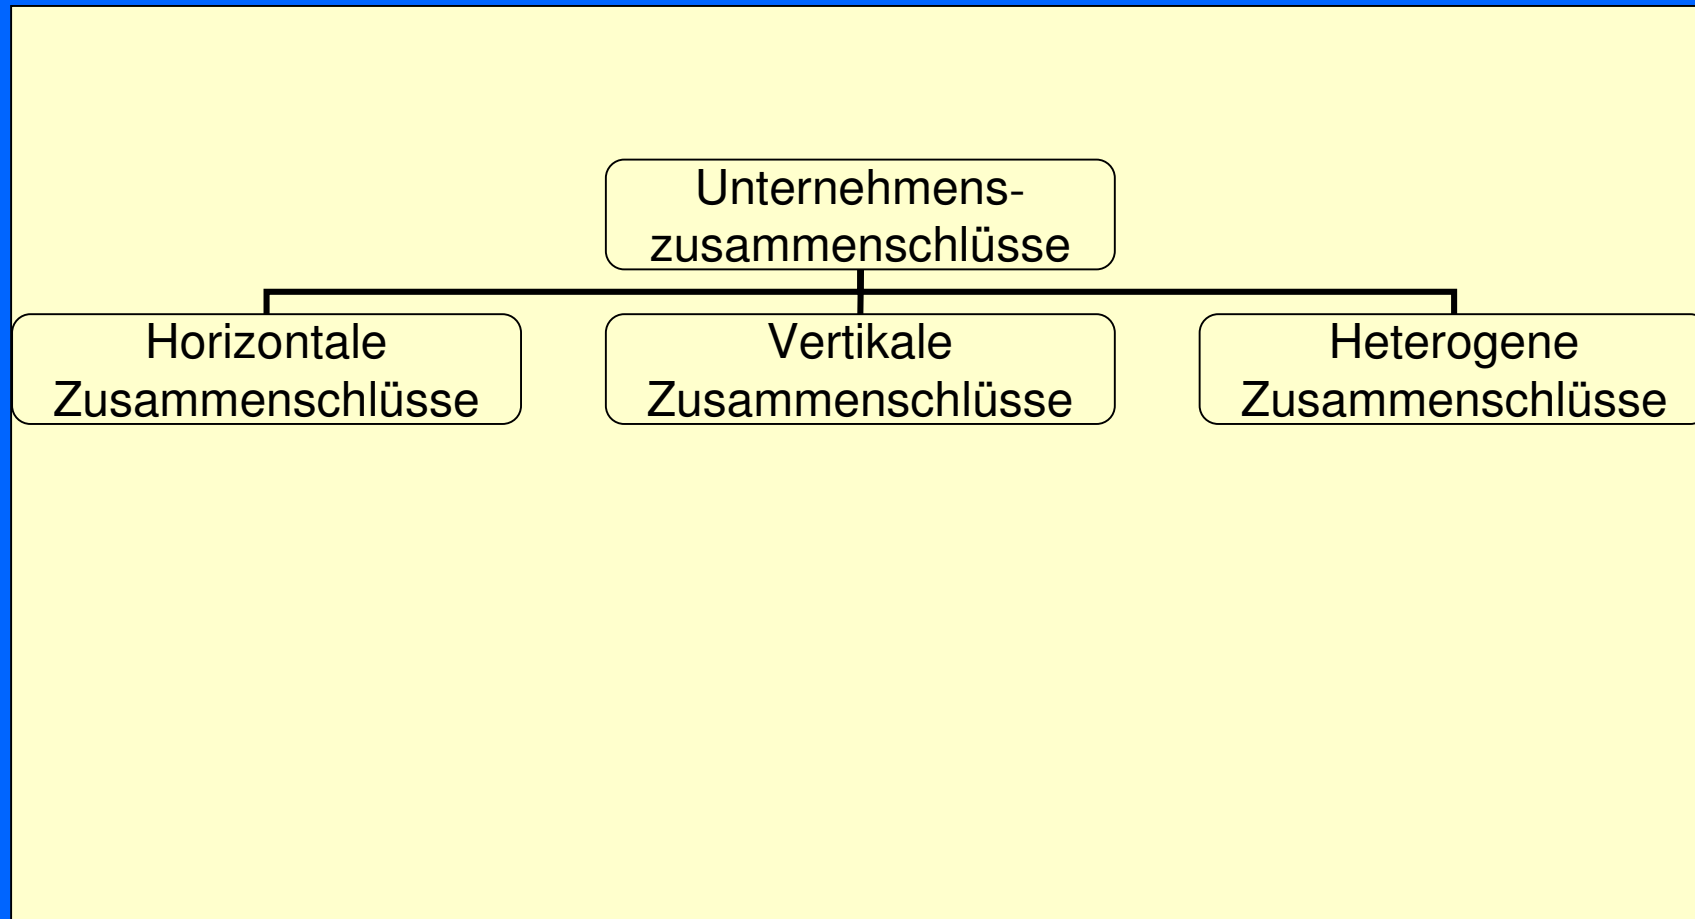 Unternehmens-
zusammenschlüsse
Horizontale
Zusammenschlüsse
Vertikale
Zusammenschlüsse
Heterogene
Zusammenschlüsse